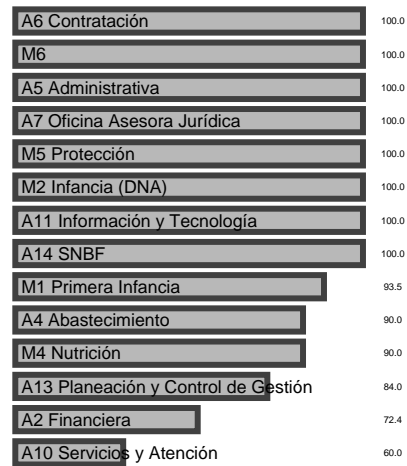 A6 Contratación 100.0
M6 100.0
A5 Administrativa 100.0
A7 Oficina Asesora Jurídica 100.0
M5 Protección 100.0
M2 Infancia (DNA) 100.0
A11 Información y Tecnología 100.0
A14 SNBF 100.0
M1 Primera Infancia 93.5
A4 Abastecimiento 90.0
M4 Nutrición 90.0
A13 Planeación y Control de Gestión 84.0
A2 Financiera 72.4
A10 Servicios y Atención 60.0